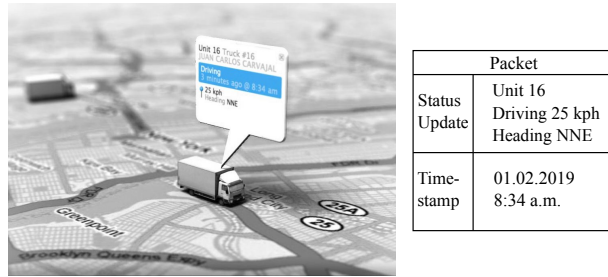 Unit 16 Truck #16
JUAN CARLOS CARVAJAL
Driving
3 minutes ago @ 8:34 am
25 kph
Heading NNE
25A
25
Greenpoint
Brooklyn Queens Expy
Packet
Status
Update
Unit 16
Driving 25 kph
Heading NNE
Time-
stamp
01.02.2019
8:34 a.m.